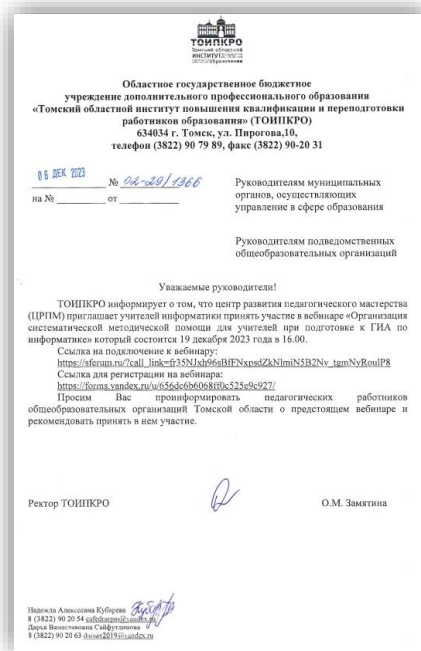 ТОИПКРО
Томский областной
ИНСТИТУТ
Областное государственное бюджетное
учреждение дополнительного профессионального образования
«Томский областной институт повышения квалификации и переподготовки
работников образования» (ТОИПКРО)
634034 г. Томск, ул. Пирогова,10,
телефон (3822) 90 79 89, факс (3822) 90-20 31
06 ДЕК 2023 № 02-29/1366
на № от
Руководителям муниципальных
органов, осуществляющих
управление в сфере образования
Руководителям подведомственных
общеобразовательных организаций
Уважаемые руководители!
ТОИПКРО информирует о том, что центр развития педагогического мастерства
(ЦРПМ) приглашает учителей информатики принять участие в вебинаре «Организация
систематической методической помощи для учителей при подготовке к ГИА по
информатике» который состоится 19 декабря 2023 года в 16.00.
Ссылка на подключение к вебинару:
https://sferum.ru/?call_link=fr35NJxh96sBfFNxpsdZkNlmiN5B2Nv_tgmNyRoulP8
Ссылка для регистрации на вебинара:
https://forms.yandex.ru/u/656dc6b6068ff0c525e9c927/
Просим Вас проинформировать педагогических работников
общеобразовательных организаций Томской области о предстоящем вебинаре и
рекомендовать принять в нем участие.
Ректор ТОИПКРО О.М. Замятина
Надежда Алексеевна Кубарева
8 (3822) 90 20 54
Дарья Вячеславовна Сайфутдинова
8 (3822) 90 20 63